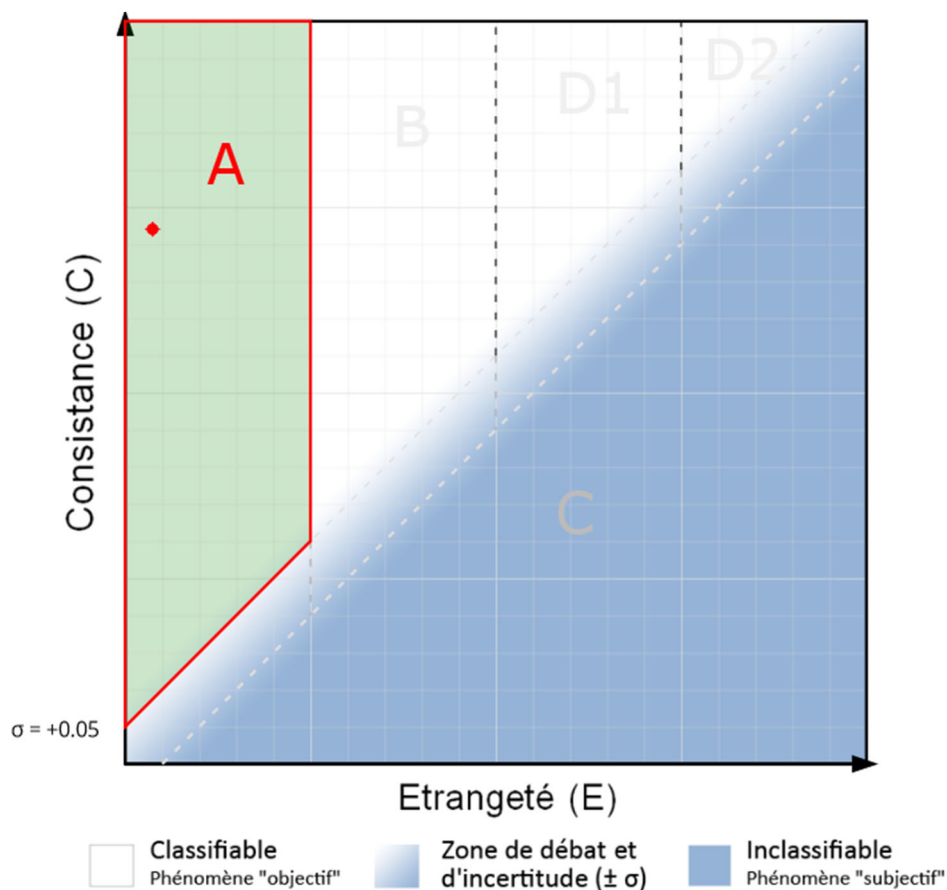 D2
D1
B
A
Consistance (C)
C
σ = +0.05
Etrangeté (E)
Classifiable
Phénomène "objectif"
Zone de débat et
d'incertitude (± σ)
Inclassifiable
Phénomène "subjectif"